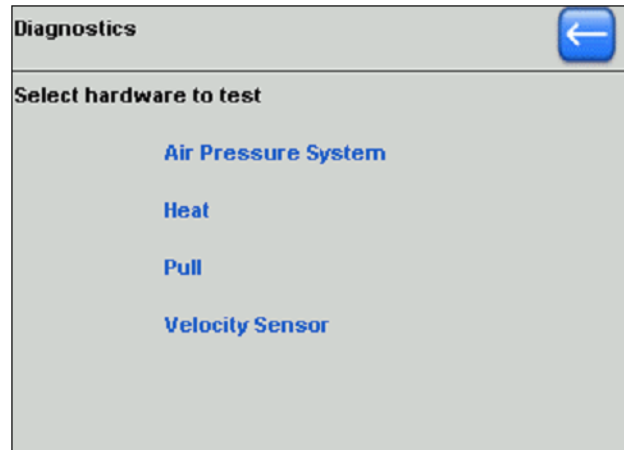 Diagnostics
Select hardware to test
Air Pressure System
Heat
Pull
Velocity Sensor